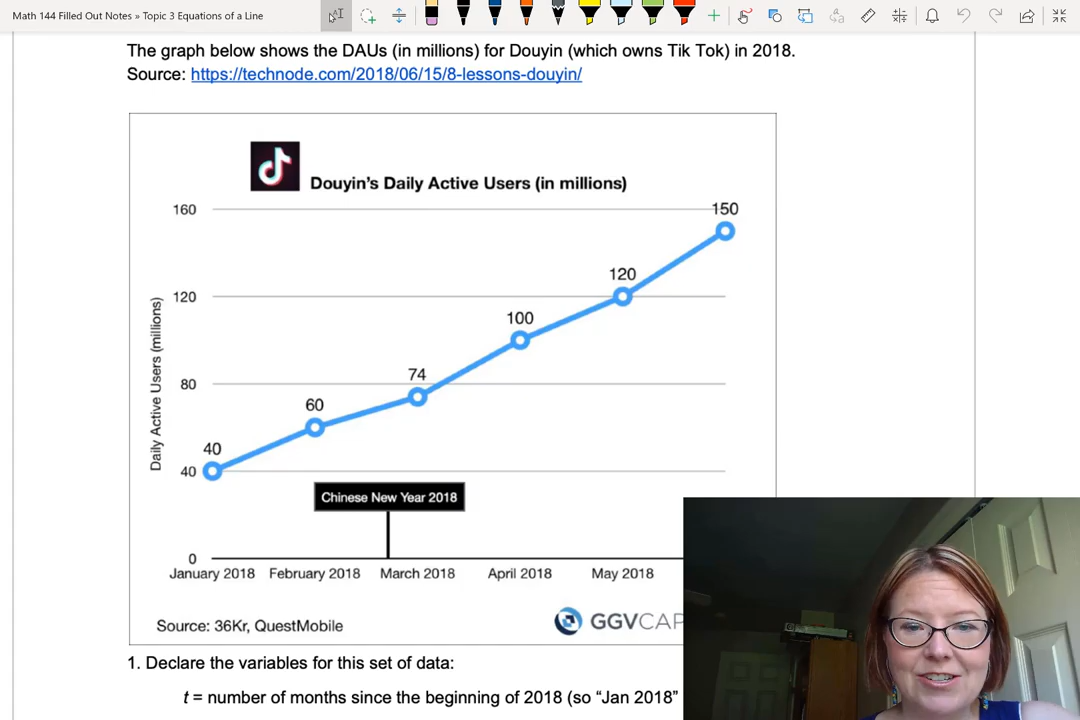 Math 144 Filled Out Notes » Topic 3 Equations of a Line
The graph below shows the DAUs (in millions) for Douyin (which owns Tik Tok) in 2018.
Source: https://technode.com/2018/06/15/8-lessons-douyin/
Douyin's Daily Active Users (in millions)
160
150
120
120
100
80
74
60
40
40
0
Daily Active Users (millions)
Chinese New Year 2018
January 2018 February 2018 March 2018 April 2018 May 2018
Source: 36Kr, QuestMobile
GGVCAP
1. Declare the variables for this set of data:
t = number of months since the beginning of 2018 (so “Jan 2018”